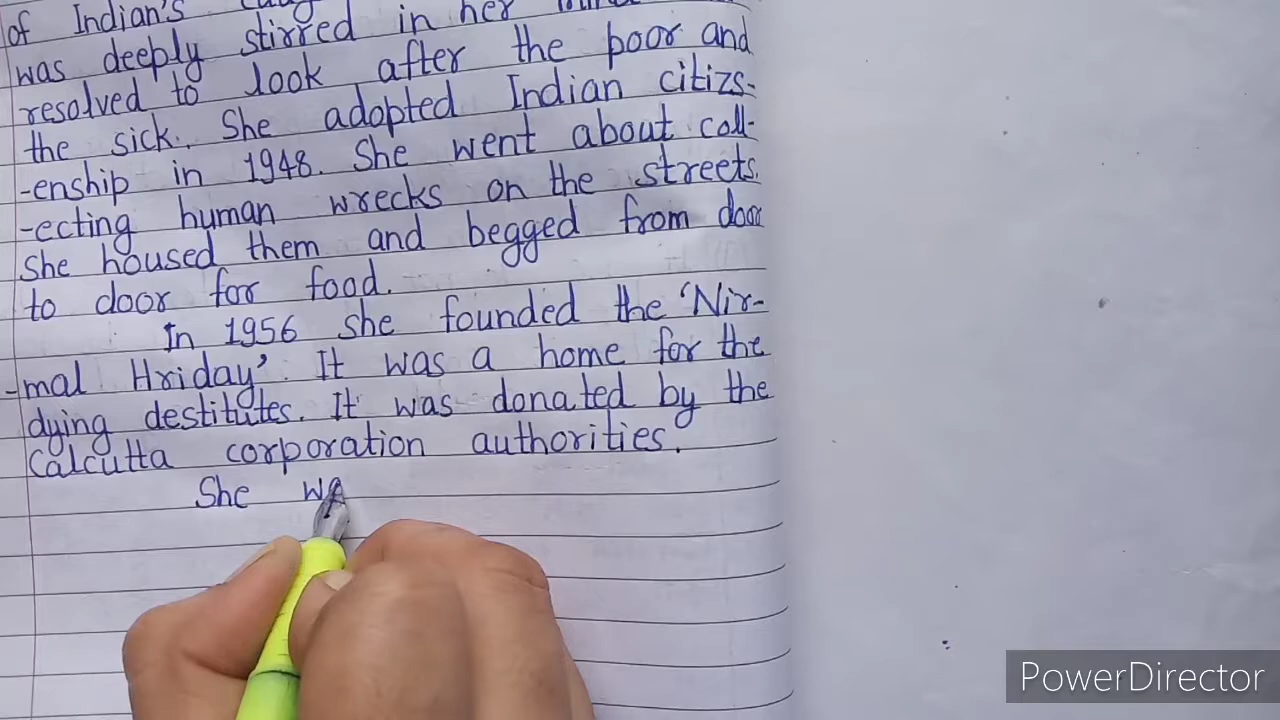 of Indian's
was deeply stirred in her
resolved to look after the poor and
the sick. She adopted Indian citizs-
-enship in 1948. She went about coll-
-ecting human wrecks on the streets.
She housed them and begged from door
to door for food.
In 1956 she founded the 'Nir-
-mal Hriday'. It was a home for the
dying destitutes. It was donated by the
Calcutta corporation authorities.
She wa
PowerDirector